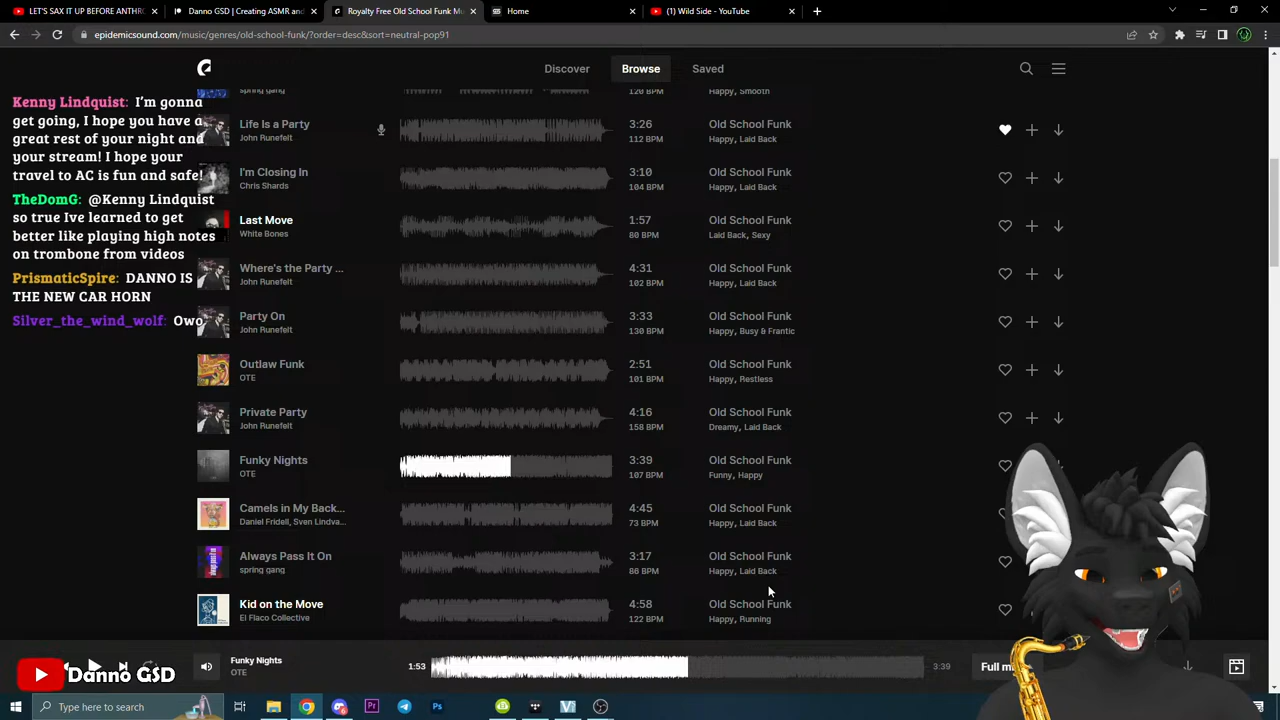 LET'S SAX IT UP BEFORE ANTHR
Danno GSD | Creating ASMR and
Royalty Free Old School Funk Mu
Home
(1) Wild Side - YouTube
epidemicsound.com/music/genres/old-school-funk/?order=desc&sort=neutral-pop91
Discover
Browse
Saved
spring gang
120 BPM
Happy, Smooth
Kenny Lindquist: I'm gonna
get going, I hope you have a
great rest of your night and
your stream! I hope your
travel to AC is fun and safe!
TheDomG: @Kenny Lindquist
so true Ive learned to get
better like playing high notes
on trombone from videos
PrismaticSpire: DANNO IS
THE NEW CAR HORN
Silver_the_wind_wolf: Owo
Life Is a Party
John Runefelt
3:26
112 BPM
Old School Funk
Happy, Laid Back
I'm Closing In
Chris Shards
3:10
104 BPM
Old School Funk
Happy, Laid Back
Last Move
White Bones
1:57
80 BPM
Old School Funk
Laid Back, Sexy
Where's the Party ...
John Runefelt
4:31
102 BPM
Old School Funk
Happy, Laid Back
Party On
John Runefelt
3:33
130 BPM
Old School Funk
Happy, Busy & Frantic
Outlaw Funk
OTE
2:51
101 BPM
Old School Funk
Happy, Restless
Private Party
John Runefelt
4:16
158 BPM
Old School Funk
Dreamy, Laid Back
Funky Nights
OTE
3:39
107 BPM
Old School Funk
Funny, Happy
Camels in My Back...
Daniel Fridell, Sven Lindva...
4:45
73 BPM
Old School Funk
Happy, Laid Back
Always Pass It On
spring gang
3:17
86 BPM
Old School Funk
Happy, Laid Back
Kid on the Move
El Flaco Collective
4:58
122 BPM
Old School Funk
Happy, Running
Funky Nights
OTE
1:53
3:39
Full m
Danno GSD
Type here to search